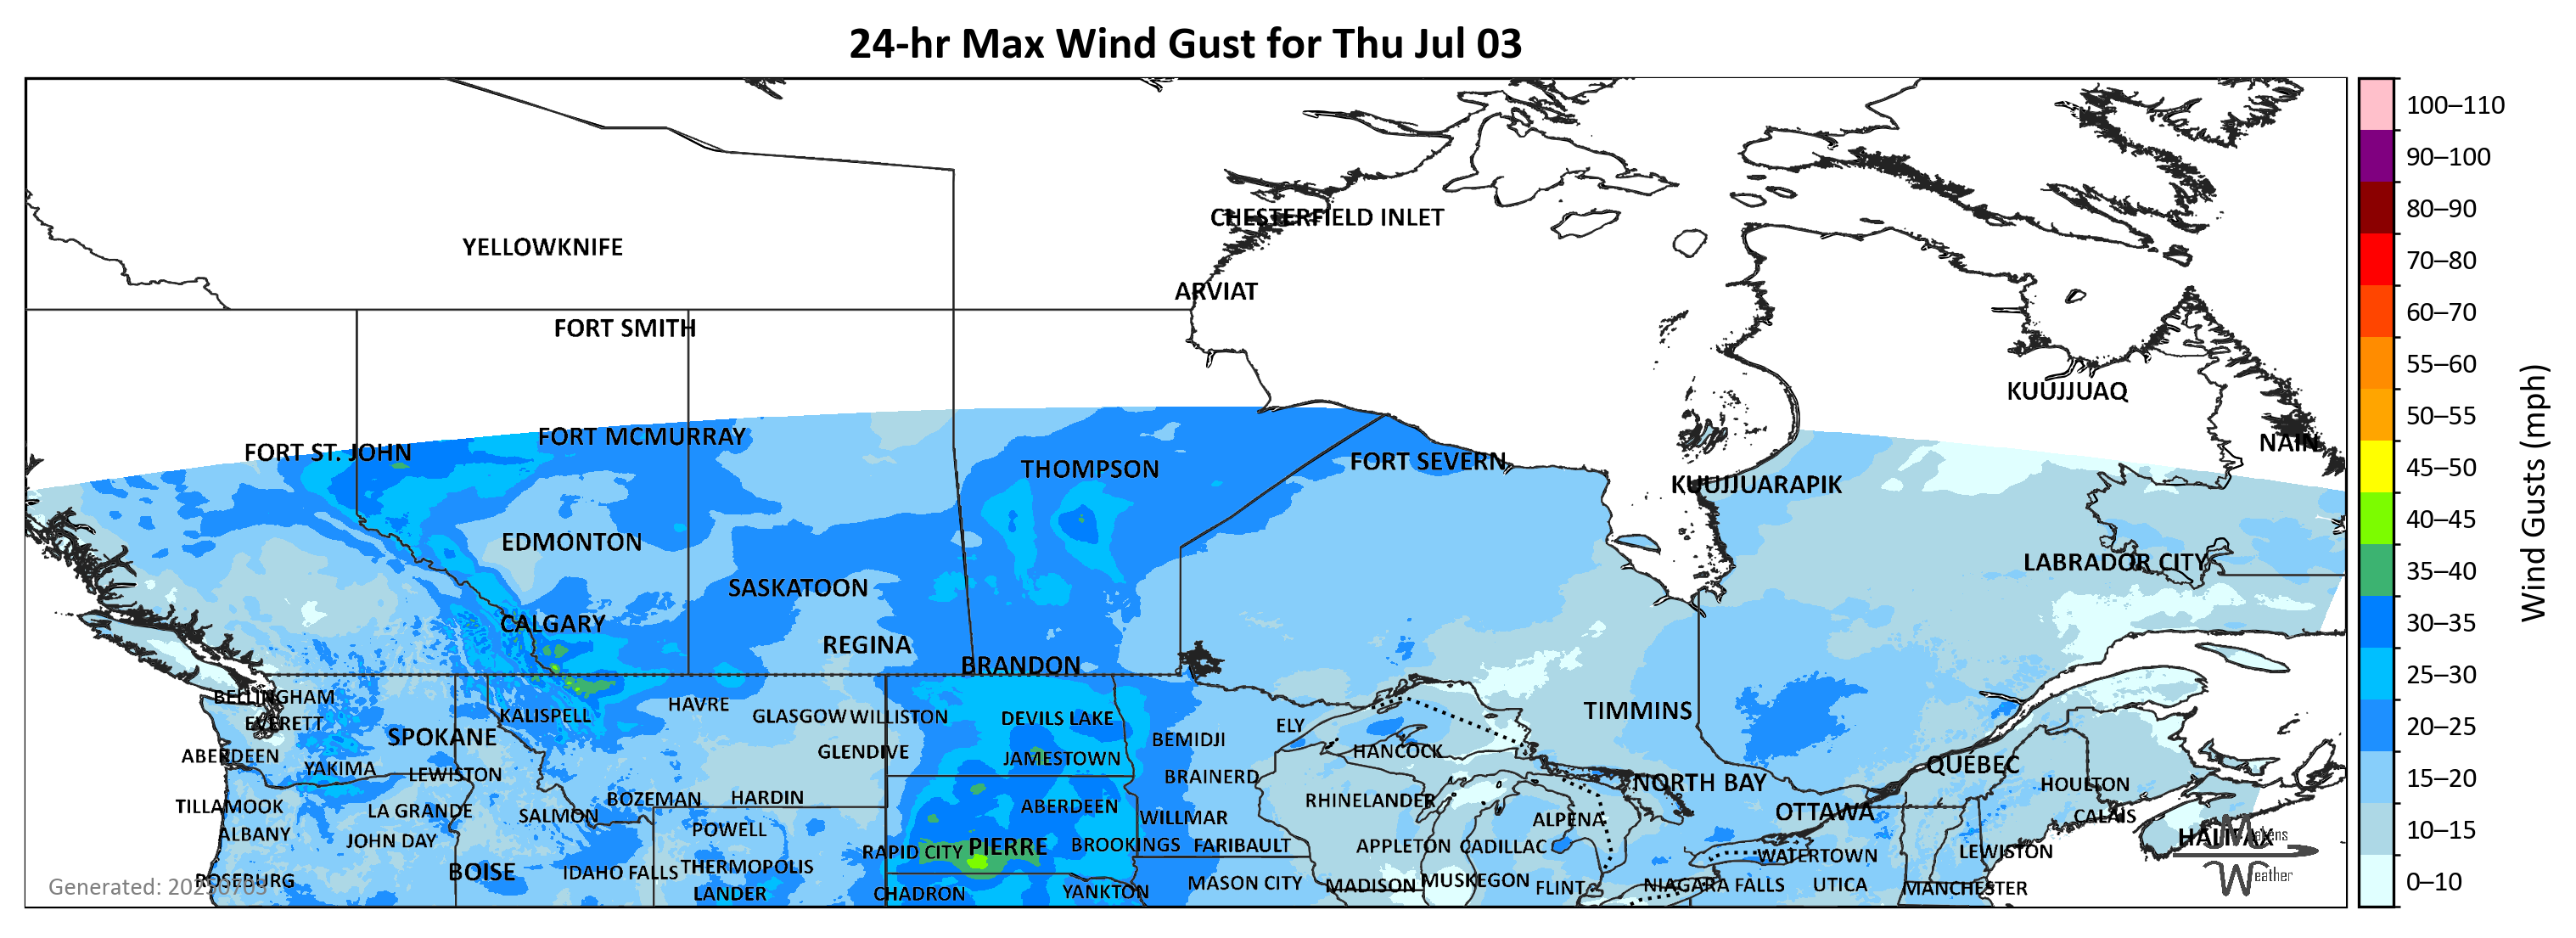 24-hr Max Wind Gust for Thu Jul 03
100–110
90–100
80–90
70–80
60–70
55–60
50–55
45–50
40–45
35–40
30–35
25–30
20–25
15–20
10–15
0–10
Wind Gusts (mph)
CHESTERFIELD INLET
YELLOWKNIFE
ARVIAT
FORT SMITH
KUUJJUAQ
FORT MCMURRAY
NAIN
FORT ST. JOHN
FORT SEVERN
THOMPSON
KUUJJUARAPIK
EDMONTON
LABRADOR CITY
SASKATOON
CALGARY
REGINA
BRANDON
BELLINGHAM
HAVRE
TIMMINS
KALISPELL
GLASGOW
WILLISTON
DEVILS LAKE
EVERETT
ELY
SPOKANE
BEMIDJI
HANCOCK
GLENDIVE
ABERDEEN
JAMESTOWN
QUÉBEC
YAKIMA
LEWISTON
BRAINERD
NORTH BAY
HOULTON
BOZEMAN
HARDIN
RHINELANDER
TILLAMOOK
ABERDEEN
LA GRANDE
OTTAWA
SALMON
CALAIS
WILLMAR
ALPENA
POWELL
ALBANY
HALIFAX
Makens
JOHN DAY
PIERRE
BROOKINGS
FARIBAULT
APPLETON
CADILLAC
RAPID CITY
LEWISTON
WATERTOWN
THERMOPOLIS
BOISE
IDAHO FALLS
Weather
ROSEBURG
MUSKEGON
MASON CITY
MADISON
NIAGARA FALLS
UTICA
Generated: 20250703
FLINT
MANCHESTER
YANKTON
LANDER
CHADRON